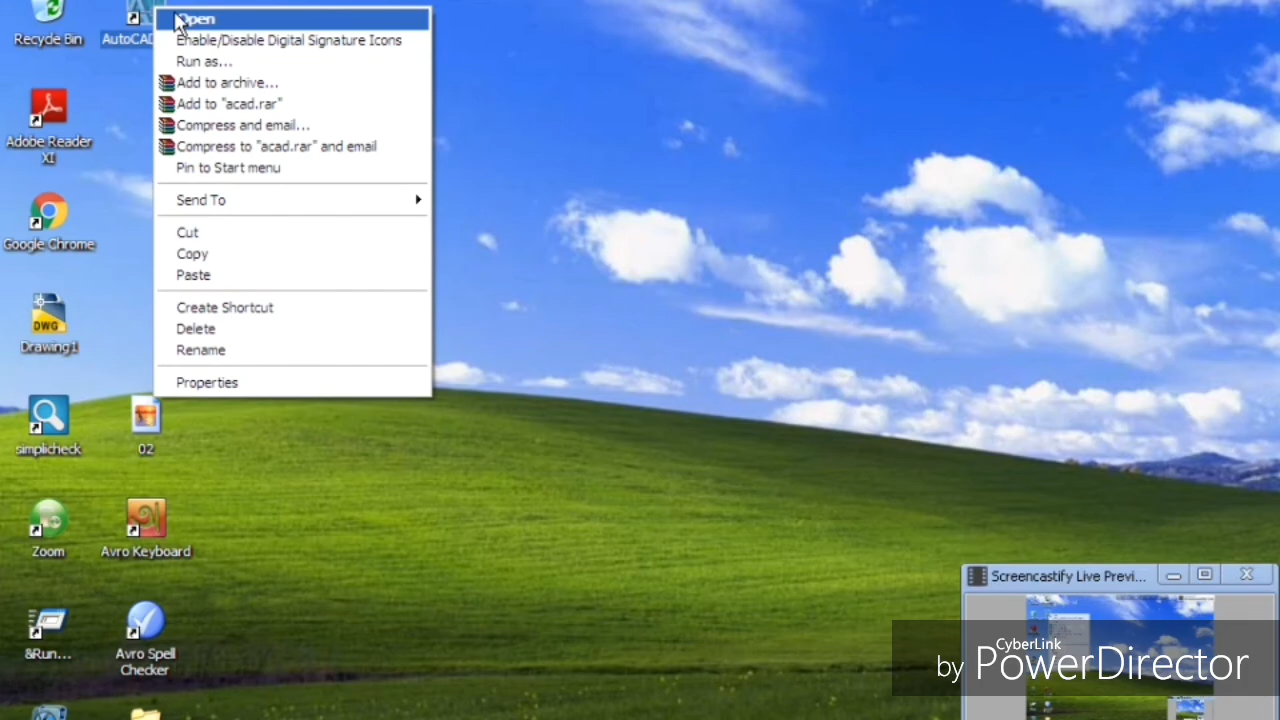 Recycle Bin
AutoCAD
Open
Enable/Disable Digital Signature Icons
Run as...
Add to archive...
Add to "acad.rar"
Compress and email...
Compress to "acad.rar" and email
Pin to Start menu
Send To
Cut
Copy
Paste
Create Shortcut
Delete
Rename
Properties
Adobe Reader
XI
Google Chrome
DWG
Drawing1
simplicheck
02
Zoom
Avro Keyboard
&Run...
Avro Spell
Checker
Screencastify Live Previ...
CyberLink
by PowerDirector